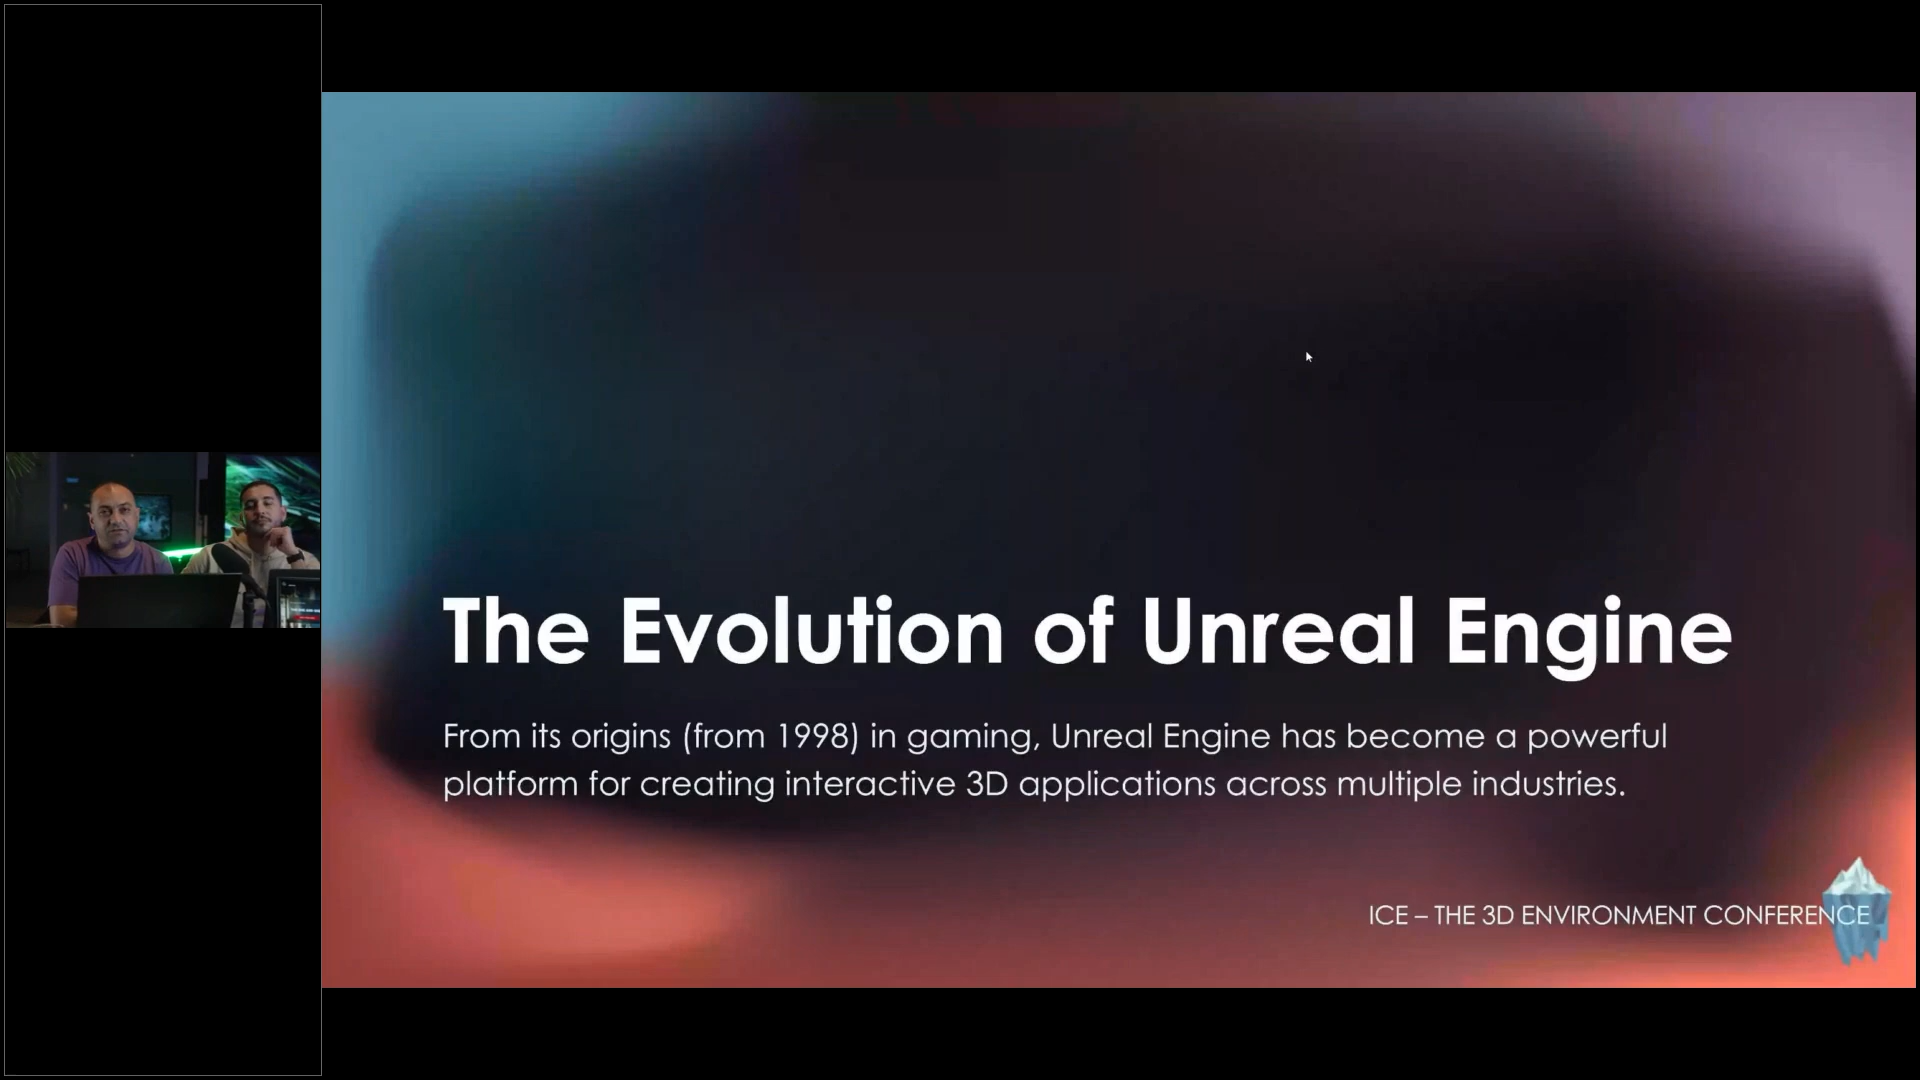 The Evolution of Unreal Engine
From its origins (from 1998) in gaming, Unreal Engine has become a powerful
platform for creating interactive 3D applications across multiple industries.
ICE – THE 3D ENVIRONMENT CONFERENCE